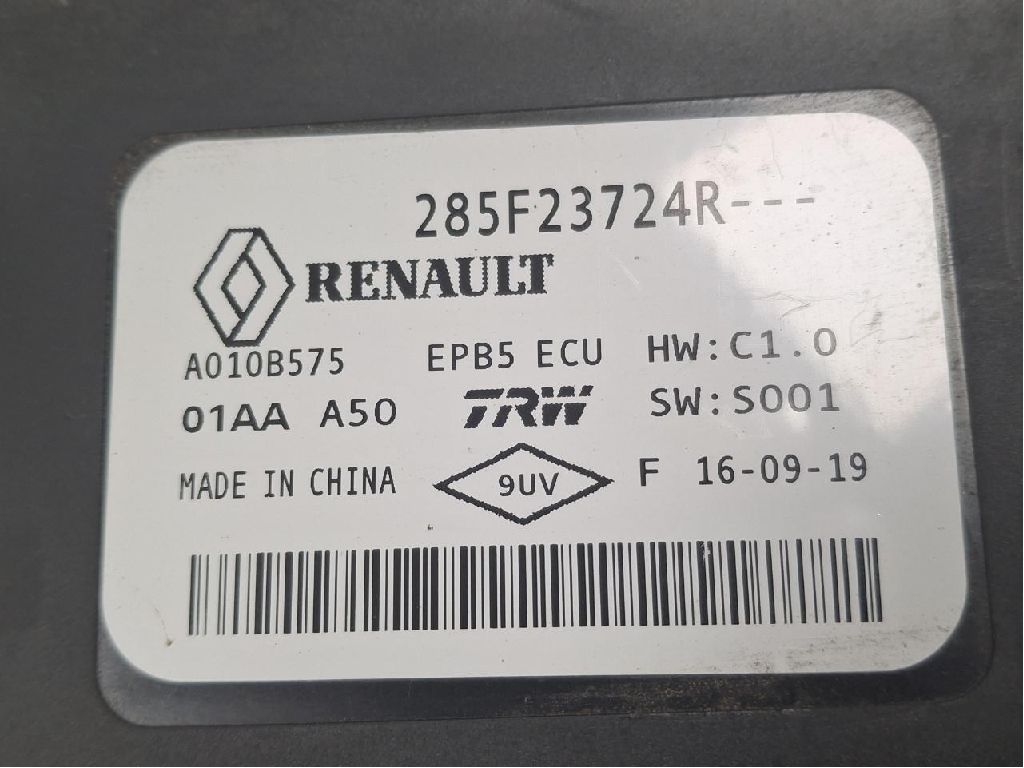 285F23724R---
RENAULT
A010B575 EPB5 ECU HW:C1.0
01AA A50 TRW SW:S001
MADE IN CHINA 9UV F 16-09-19